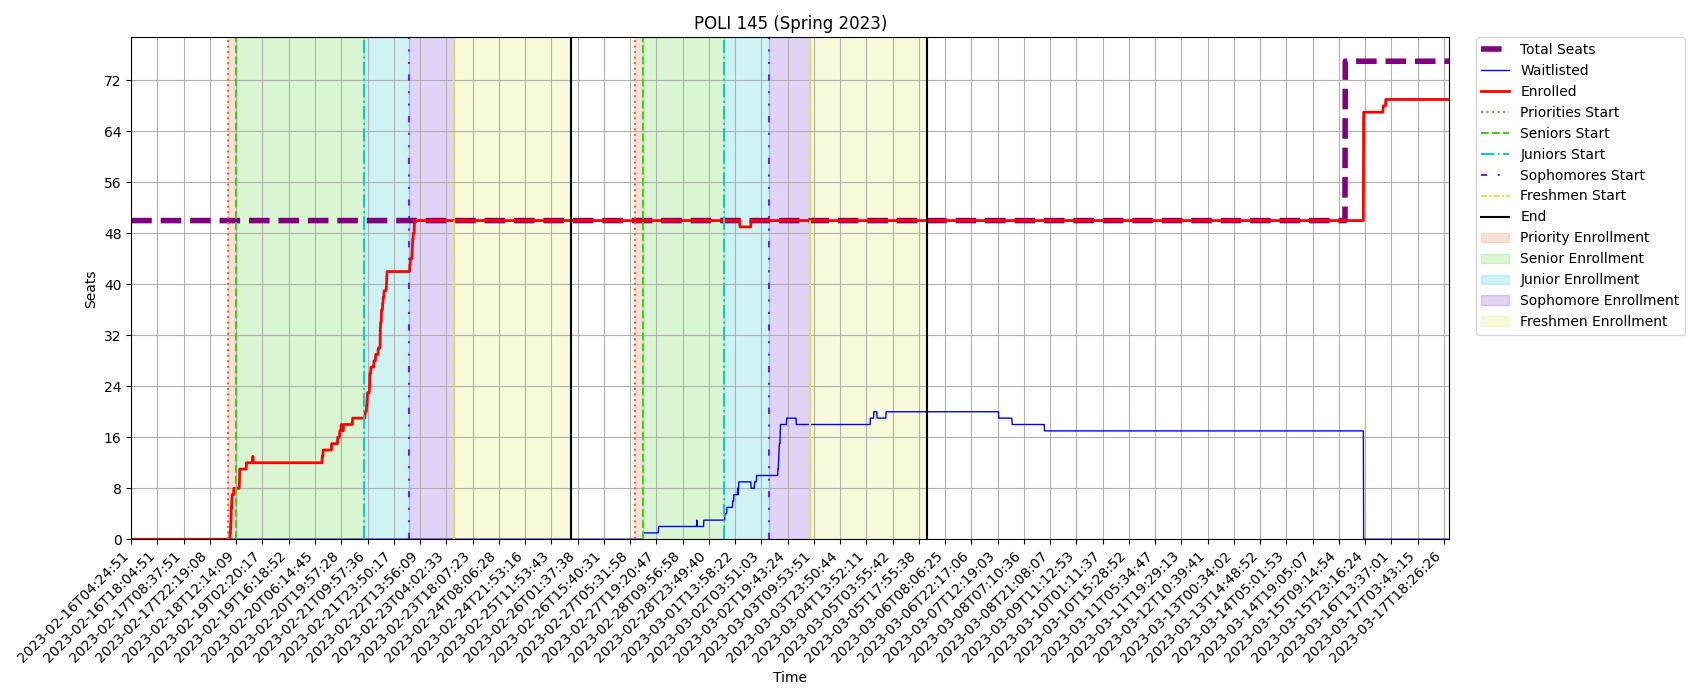 POLI 145 (Spring 2023)
Seats
72
64
56
48
40
32
24
16
8
0
2023-02-16T04:24:51
2023-02-16T18:04:51
2023-02-17T08:37:51
2023-02-17T22:19:08
2023-02-18T12:14:09
2023-02-19T02:20:17
2023-02-19T16:18:52
2023-02-20T06:14:45
2023-02-20T19:57:28
2023-02-21T09:57:36
2023-02-21T23:50:17
2023-02-22T13:56:09
2023-02-23T04:02:33
2023-02-23T18:07:23
2023-02-24T08:06:28
2023-02-24T21:53:16
2023-02-25T11:53:43
2023-02-26T01:37:38
2023-02-26T15:40:31
2023-02-27T05:31:58
2023-02-27T19:20:47
2023-02-28T09:56:58
2023-02-28T23:49:40
2023-03-01T13:58:22
2023-03-02T03:51:03
2023-03-02T19:43:24
2023-03-03T09:53:51
2023-03-03T23:50:44
2023-03-04T13:52:11
2023-03-05T03:55:42
2023-03-05T17:55:38
2023-03-06T08:06:25
2023-03-06T22:17:06
2023-03-07T12:19:03
2023-03-08T07:10:36
2023-03-08T21:08:07
2023-03-09T11:12:53
2023-03-10T01:11:37
2023-03-10T15:28:52
2023-03-11T05:34:47
2023-03-11T19:29:13
2023-03-12T10:39:41
2023-03-13T00:34:02
2023-03-13T14:48:52
2023-03-14T05:01:53
2023-03-14T19:05:07
2023-03-15T09:14:54
2023-03-15T23:16:24
2023-03-16T13:37:01
2023-03-17T03:43:15
2023-03-17T18:26:26
Time
Total Seats
Waitlisted
Enrolled
Priorities Start
Seniors Start
Juniors Start
Sophomores Start
Freshmen Start
End
Priority Enrollment
Senior Enrollment
Junior Enrollment
Sophomore Enrollment
Freshmen Enrollment